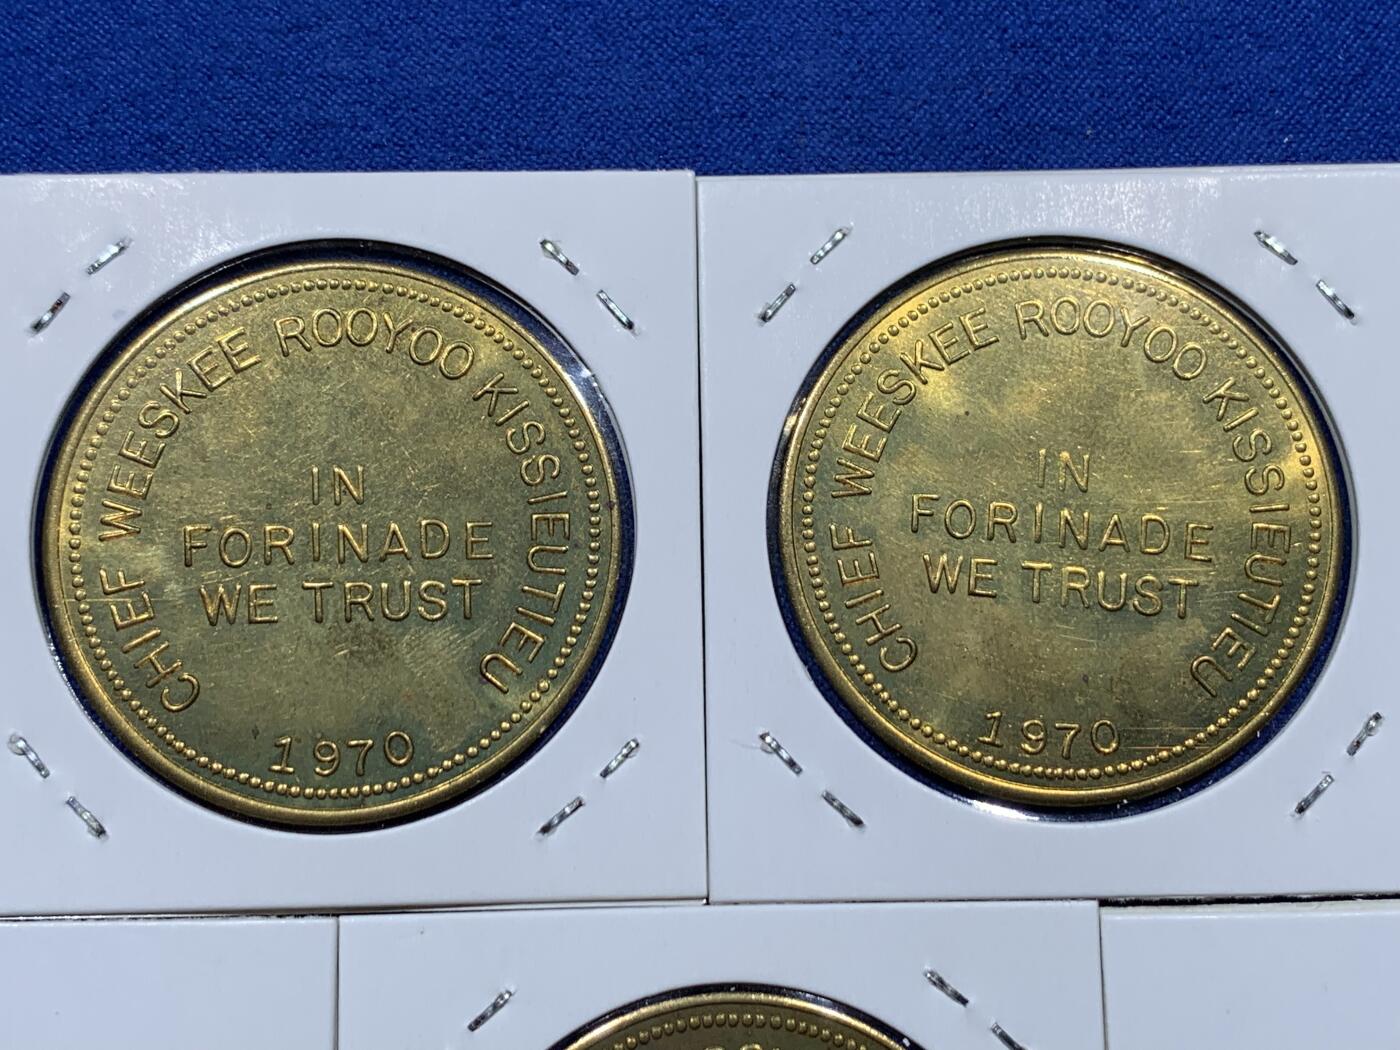 CHIEF WEESKEE ROOYOO KISSIEUTIEU
IN
FORINADE
WE TRUST
1970
CHIEF WEESKEE ROOYOO KISSIEUTIEU
IN
FORINADE
WE TRUST
1970